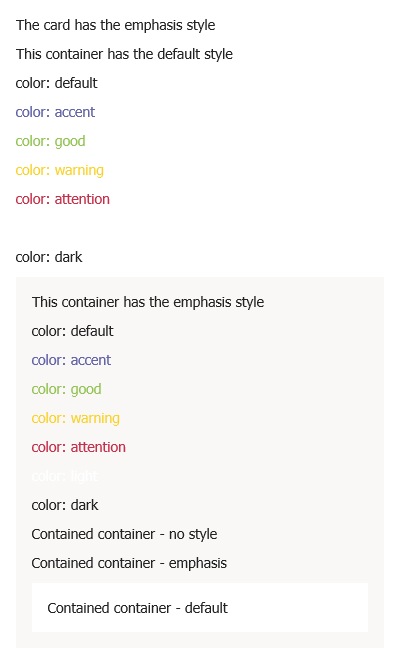 The card has the emphasis style
This container has the default style
color: default
color: accent
color: good
color: warning
color: attention
color: dark
This container has the emphasis style
color: default
color: accent
color: good
color: warning
color: attention
color: light
color: dark
Contained container - no style
Contained container - emphasis
Contained container - default